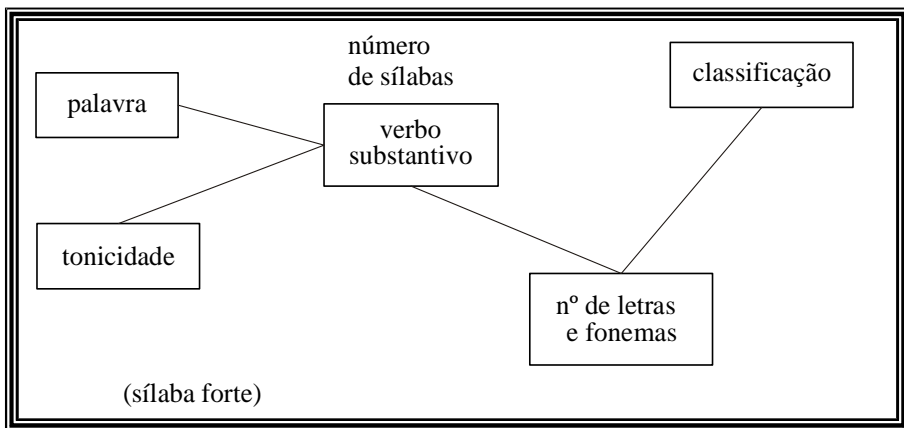 número
de sílabas
classificação
palavra
verbo
substantivo
tonicidade
nº de letras
e fonemas
(sílaba forte)